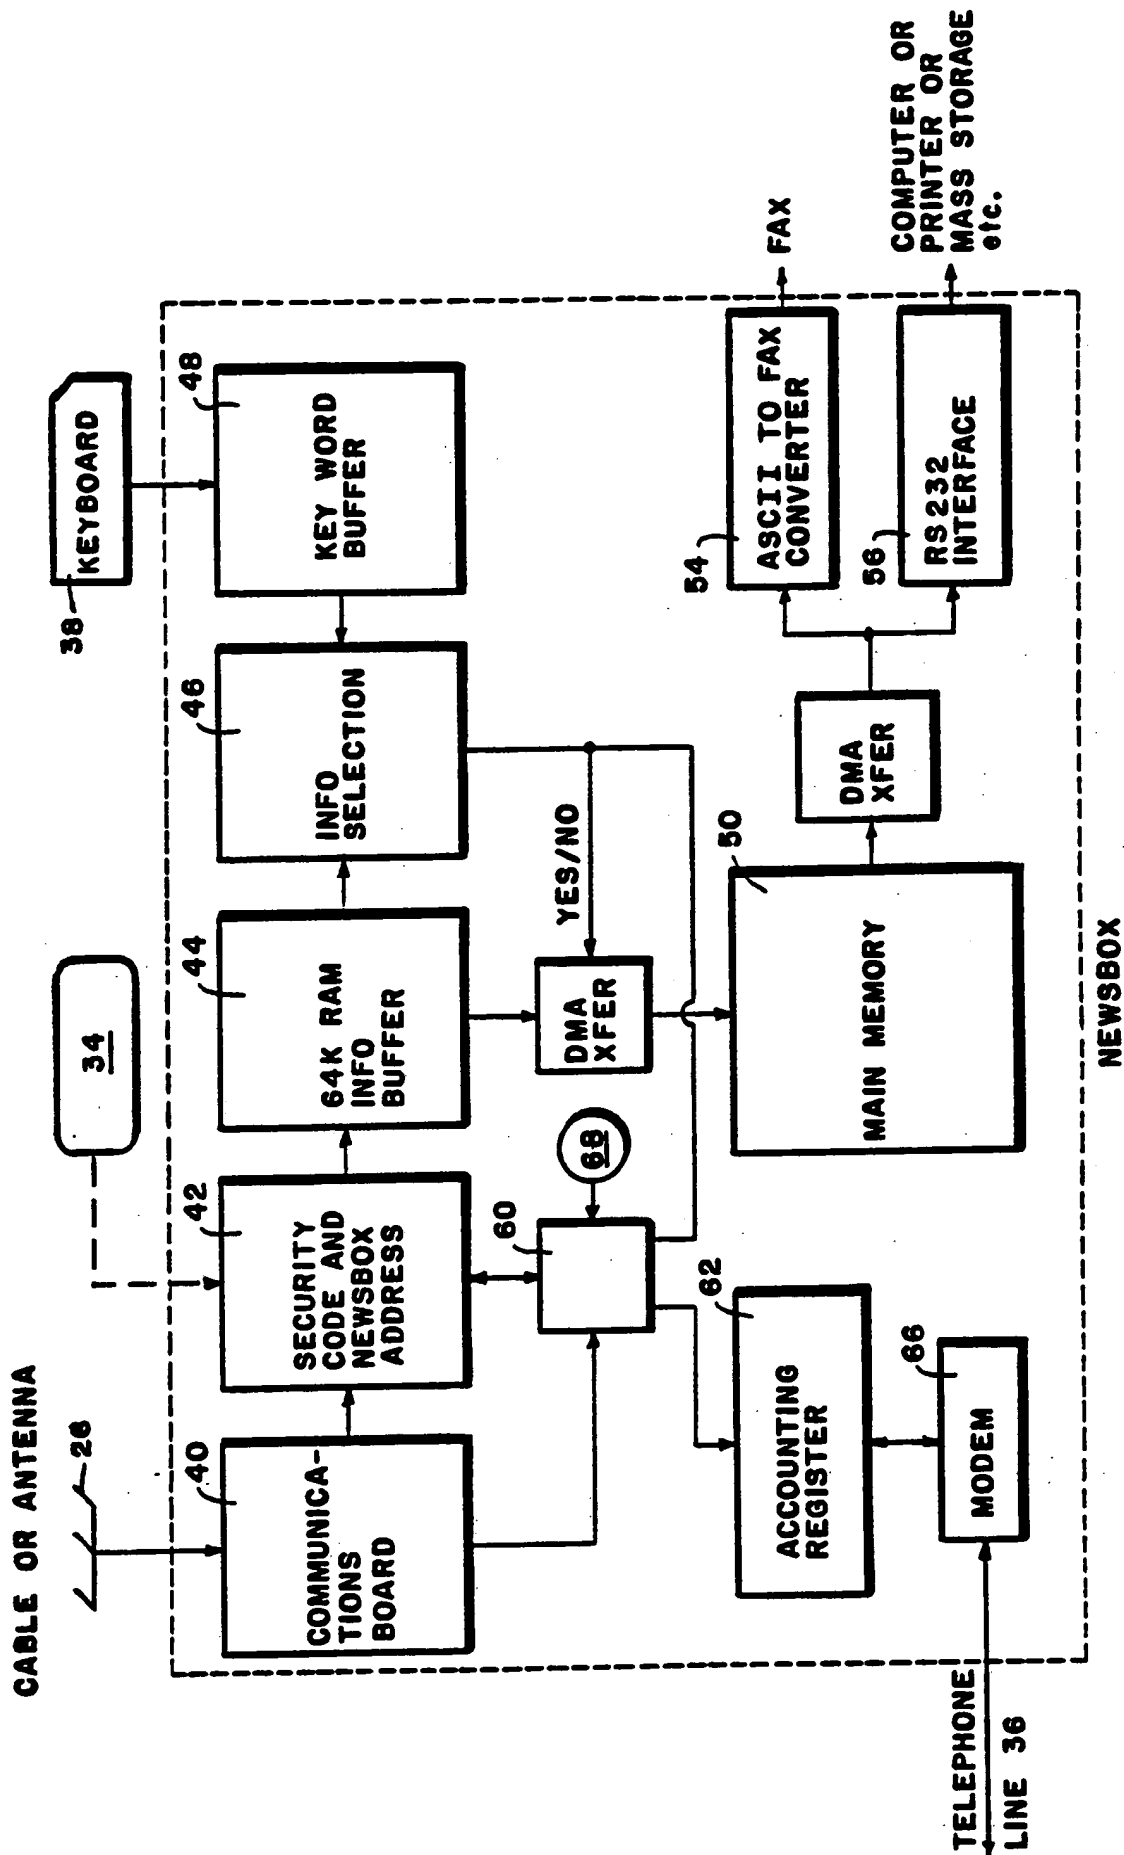 CABLE OR ANTENNA
26
34
38
KEYBOARD
40
COMMUNICA-
TIONS
BOARD
42
SECURITY
CODE AND
NEWSBOX
ADDRESS
44
64K RAM
INFO
BUFFER
46
INFO
SELECTION
48
KEY WORD
BUFFER
60
68
DMA
XFER
YES/NO
62
ACCOUNTING
REGISTER
66
MODEM
50
MAIN MEMORY
DMA
XFER
54
ASCII TO FAX
CONVERTER
56
RS232
INTERFACE
FAX
COMPUTER OR
PRINTER OR
MASS STORAGE
etc.
TELEPHONE
LINE 36
NEWSBOX